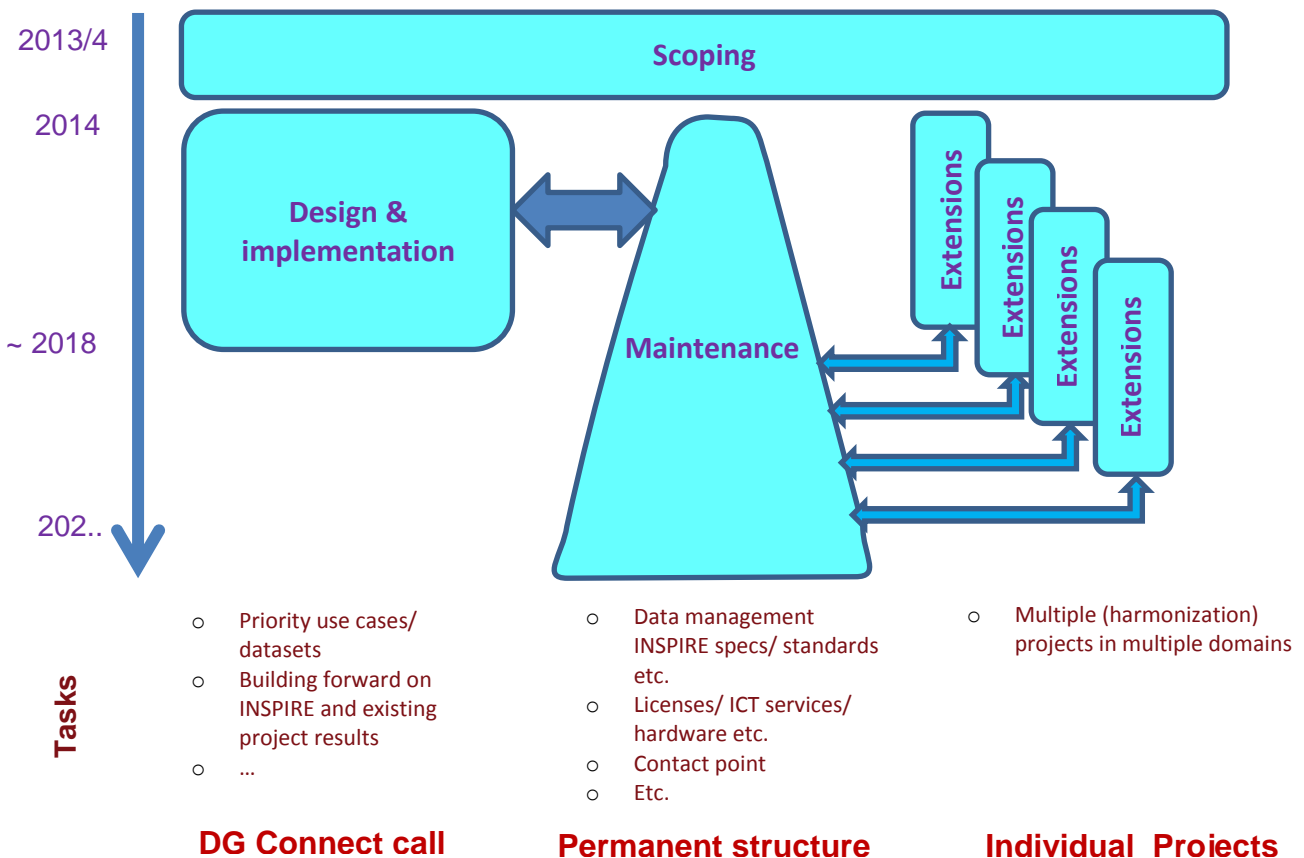 2013/4
Scoping
2014
Design &
implementation
Maintenance
Extensions
Extensions
Extensions
Extensions
~ 2018
202..
Tasks
o Priority use cases/
datasets
o Building forward on
INSPIRE and existing
project results
o ...
DG Connect call
o Data management
INSPIRE specs/ standards
etc.
o Licenses/ ICT services/
hardware etc.
o Contact point
o Etc.
Permanent structure
o Multiple (harmonization)
projects in multiple domains
Individual Projects